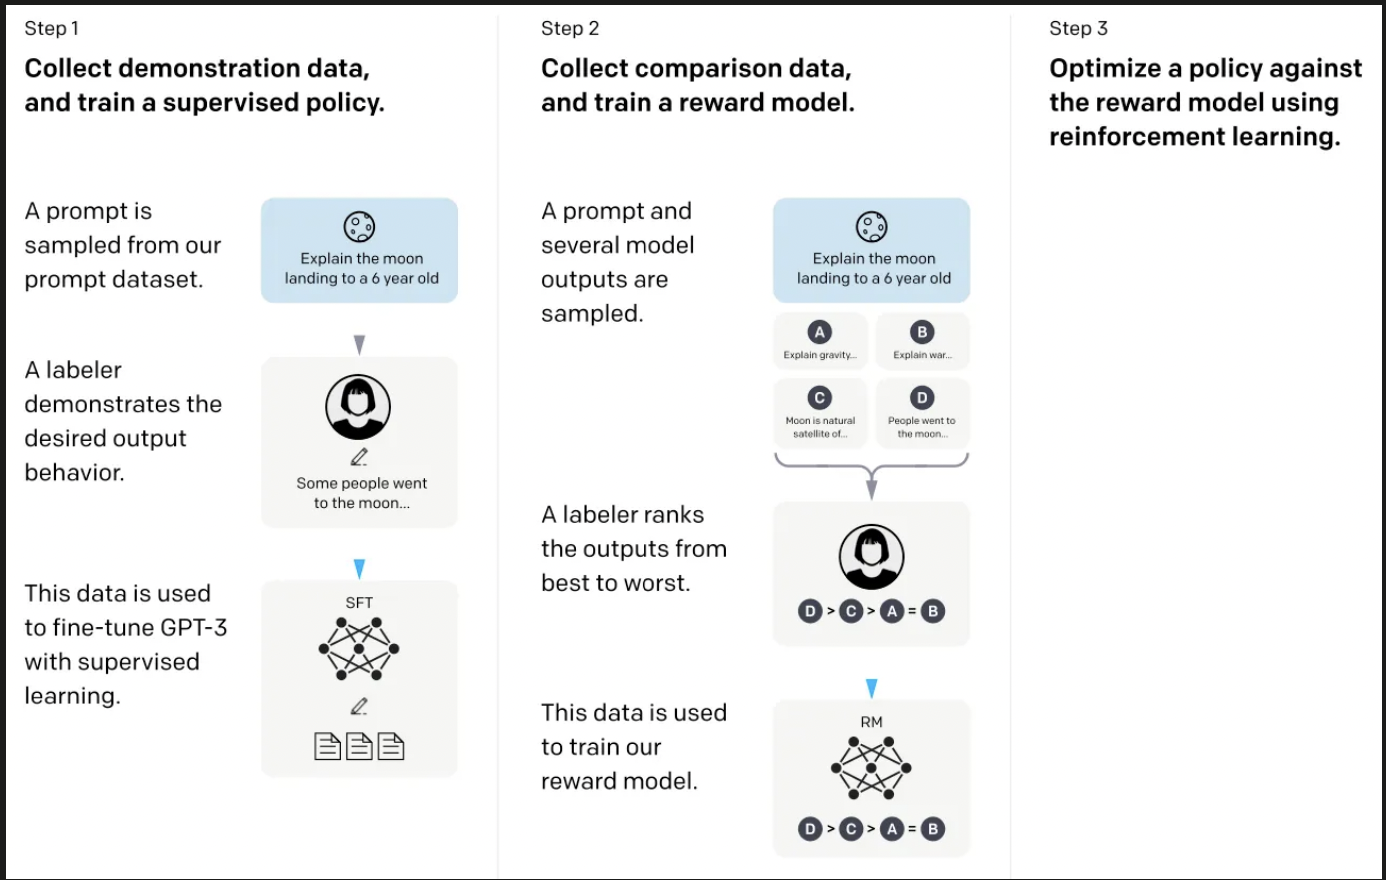 Step 1
Collect demonstration data,
and train a supervised policy.
A prompt is
sampled from our
prompt dataset.
Explain the moon
landing to a 6 year old
A labeler
demonstrates the
desired output
behavior.
Some people went
to the moon...
This data is used
to fine-tune GPT-3
with supervised
learning.
SFT
Step 2
Collect comparison data,
and train a reward model.
A prompt and
several model
outputs are
sampled.
Explain the moon
landing to a 6 year old
A
Explain gravity...
B
Explain war...
C
Moon is natural
satellite of...
D
People went to
the moon...
A labeler ranks
the outputs from
best to worst.
D > C > A = B
This data is used
to train our
reward model.
RM
D > C > A = B
Step 3
Optimize a policy against
the reward model using
reinforcement learning.